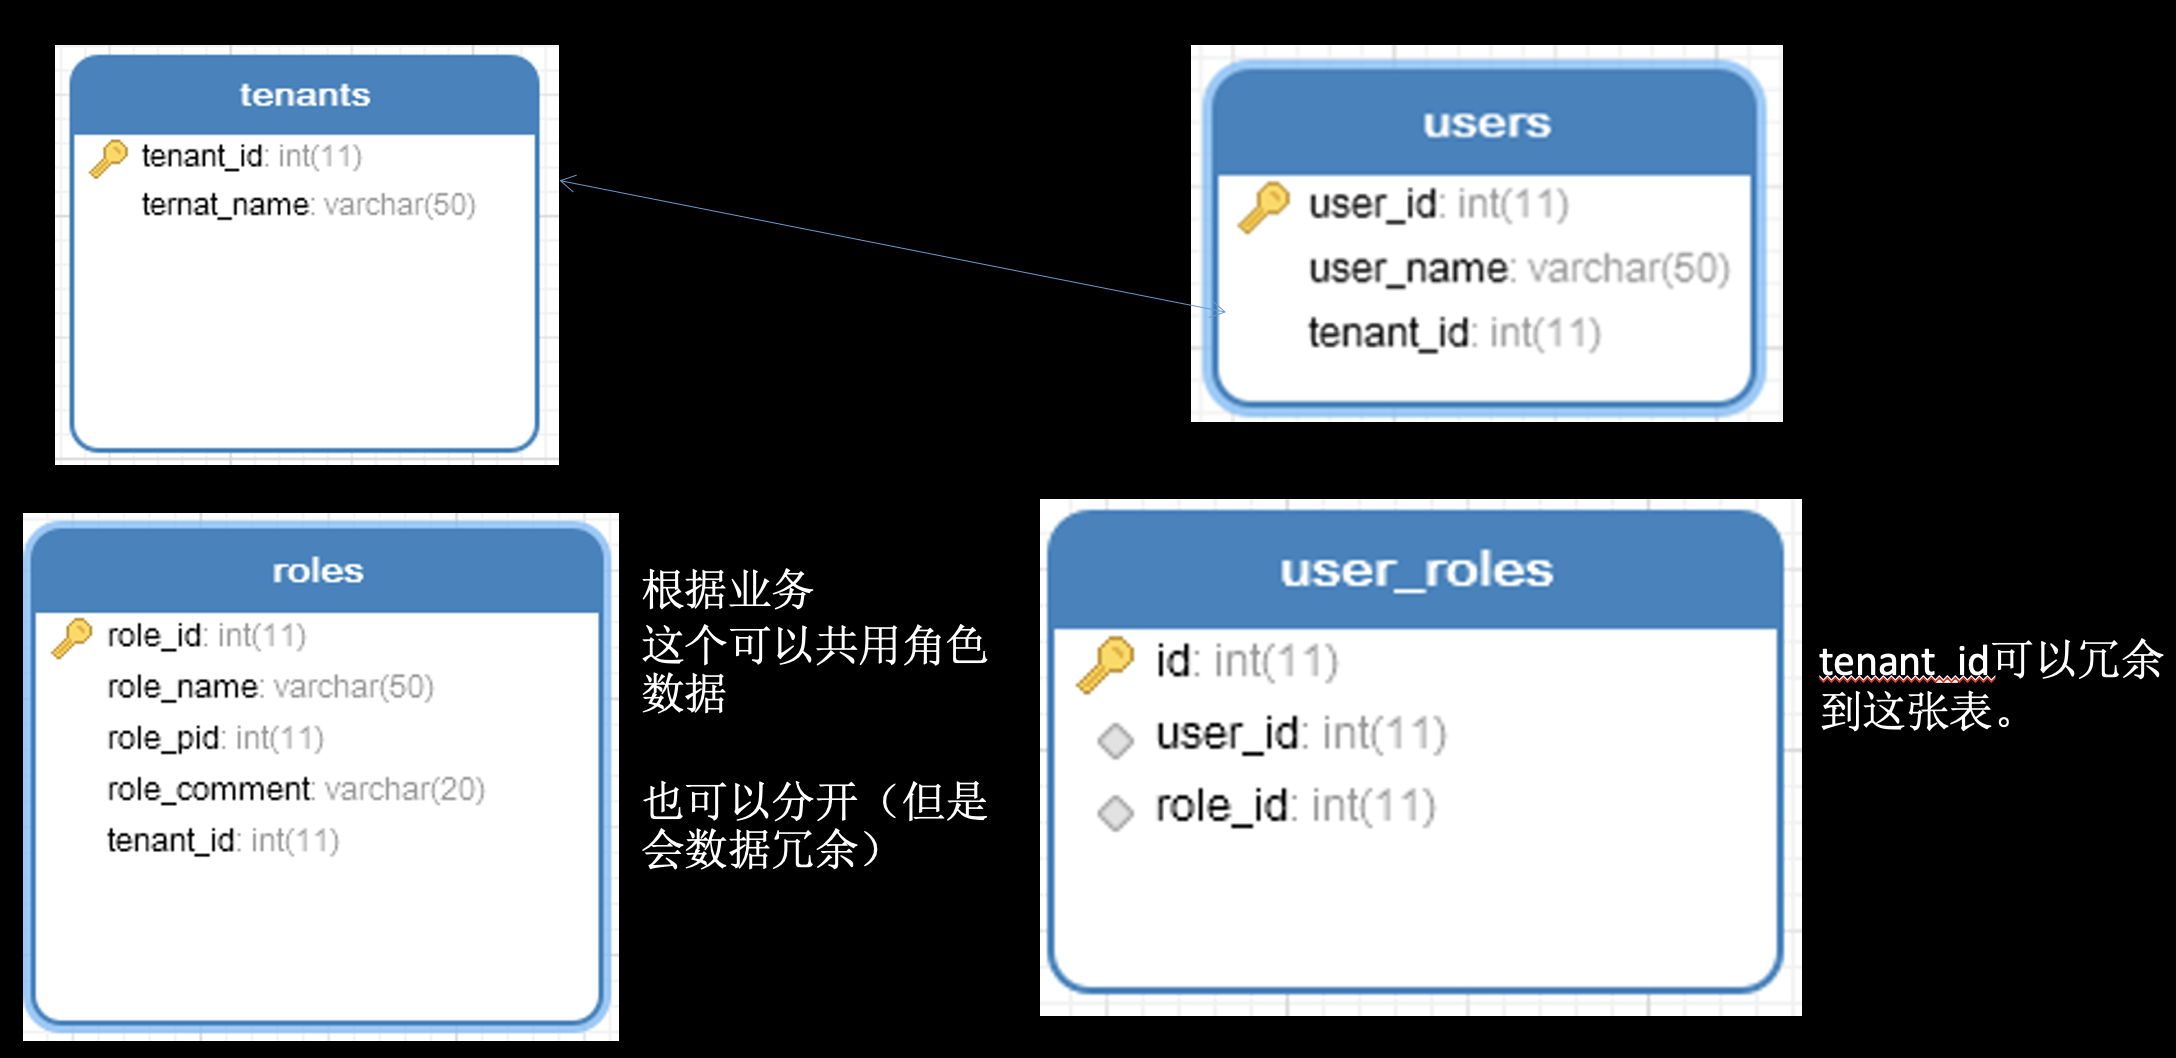 tenants
tenant_id: int(11)
ternat_name: varchar(50)
users
user_id: int(11)
user_name: varchar(50)
tenant_id: int(11)
roles
role_id: int(11)
role_name: varchar(50)
role_pid: int(11)
role_comment: varchar(20)
tenant_id: int(11)
根据业务
这个可以共用角色
数据
也可以分开（但是
会数据冗余）
user_roles
id: int(11)
user_id: int(11)
role_id: int(11)
tenant_id可以冗余
到这张表。